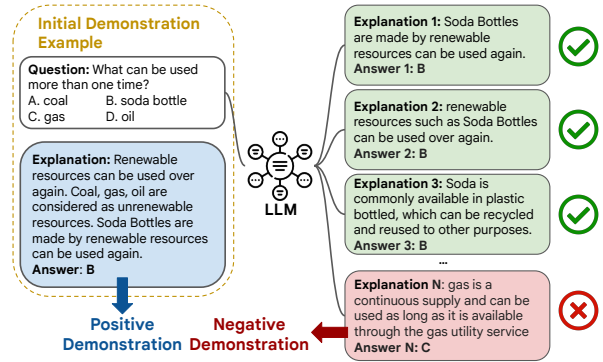 Initial Demonstration
Example
Question: What can be used
more than one time?
A. coal B. soda bottle
C. gas D. oil
Explanation: Renewable
resources can be used over
again. Coal, gas, oil are
considered as unrenewable
resources. Soda Bottles are
made by renewable resources
can be used again.
Answer: B
Positive
Demonstration
LLM
Explanation 1: Soda Bottles
are made by renewable
resources can be used again.
Answer 1: B
Explanation 2: renewable
resources such as Soda Bottles
can be used over again.
Answer 2: B
Explanation 3: Soda is
commonly available in plastic
bottled, which can be recycled
and reused to other purposes.
Answer 3: B
...
Explanation N: gas is a
continuous supply and can be
used as long as it is available
through the gas utility service
Answer N: C
Negative
Demonstration